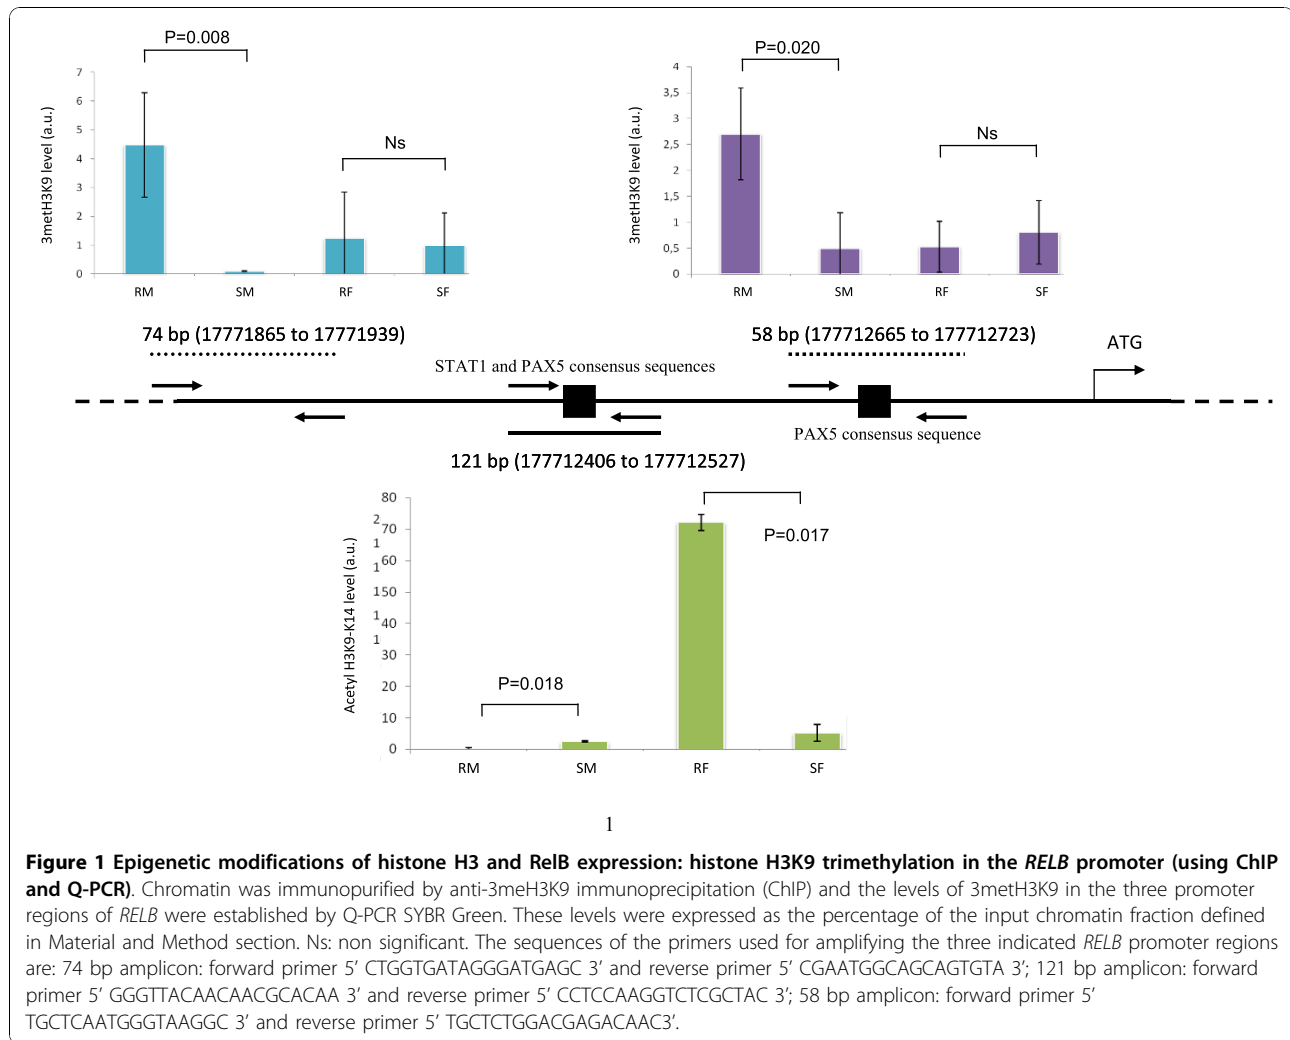 P=0.008
7
6
5
4
3
2
1
0
3metH3K9 level (a.u.)
Ns
RM SM RF SF
P=0.020
4
3,5
3
2,5
2
1,5
1
0,5
0
3metH3K9 level (a.u.)
Ns
RM SM RF SF
74 bp (17771865 to 17771939)
58 bp (177712665 to 177712723)
ATG
STAT1 and PAX5 consensus sequences
PAX5 consensus sequence
121 bp (177712406 to 177712527)
80
2
70
1
60
1
50
1
1
40
1
30
20
10
0
Acetyl H3K9-K14 level (a.u.)
P=0.018
P=0.017
RM SM RF SF
1
Figure 1 Epigenetic modifications of histone H3 and RelB expression: histone H3K9 trimethylation in the RELB promoter (using ChIP
and Q-PCR). Chromatin was immunopurified by anti-3meH3K9 immunoprecipitation (ChIP) and the levels of 3metH3K9 in the three promoter
regions of RELB were established by Q-PCR SYBR Green. These levels were expressed as the percentage of the input chromatin fraction defined
in Material and Method section. Ns: non significant. The sequences of the primers used for amplifying the three indicated RELB promoter regions
are: 74 bp amplicon: forward primer 5’ CTGGTGATAGGGATGAGC 3’ and reverse primer 5’ CGAATGGCAGCAGTGTA 3’; 121 bp amplicon: forward
primer 5’ GGGTTACAACAACGCACAA 3’ and reverse primer 5’ CCTCCAAGGTCTCGCTAC 3’; 58 bp amplicon: forward primer 5’
TGCTCAATGGGTAAGGC 3’ and reverse primer 5’ TGCTCTGGACGAGACAAC3’.